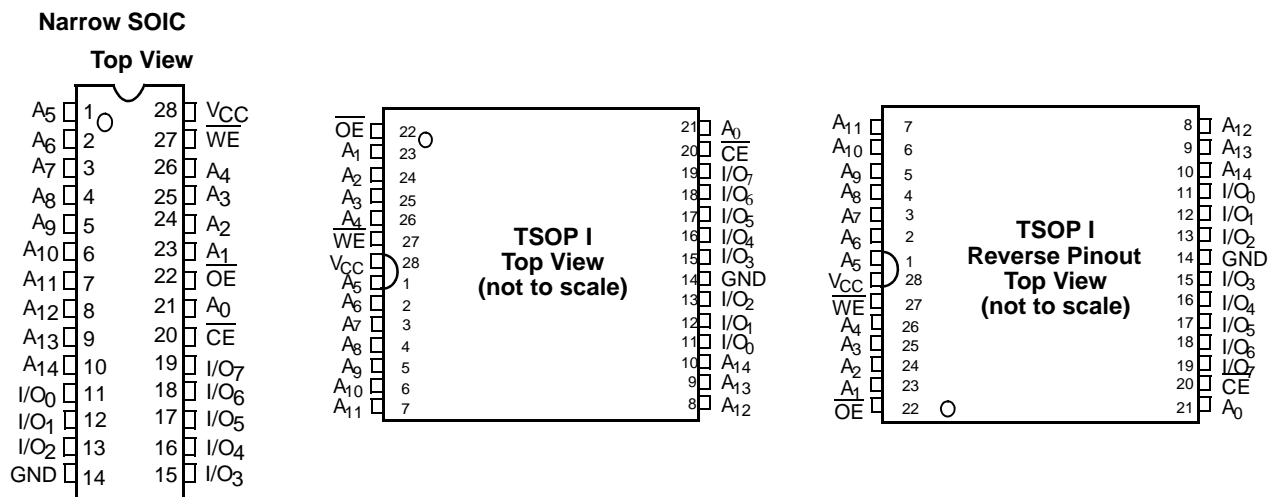 Narrow SOIC
Top View
A5 1 28 VCC
A6 2 27 W̅E̅
A7 3 26 A4
A8 4 25 A3
A9 5 24 A2
A10 6 23 A1
A11 7 22 O̅E̅
A12 8 21 A0
A13 9 20 C̅E̅
A14 10 19 I/O7
I/O0 11 18 I/O6
I/O1 12 17 I/O5
I/O2 13 16 I/O4
GND 14 15 I/O3
O̅E̅ 22 21 A0
A1 23 20 C̅E̅
A2 24 19 I/O7
A3 25 18 I/O6
A4 26 17 I/O5
W̅E̅ 27 16 I/O4
VCC 28 15 I/O3
A5 1 14 GND
A6 2 13 I/O2
A7 3 12 I/O1
A8 4 11 I/O0
A9 5 10 A14
A10 6 9 A13
A11 7 8 A12
TSOP I
Top View
(not to scale)
A11 7 8 A12
A10 6 9 A13
A9 5 10 A14
A8 4 11 I/O0
A7 3 12 I/O1
A6 2 13 I/O2
A5 1 14 GND
VCC 28 15 I/O3
W̅E̅ 27 16 I/O4
A4 26 17 I/O5
A3 25 18 I/O6
A2 24 19 I/O7
A1 23 20 C̅E̅
O̅E̅ 22 21 A0
TSOP I
Reverse Pinout
Top View
(not to scale)